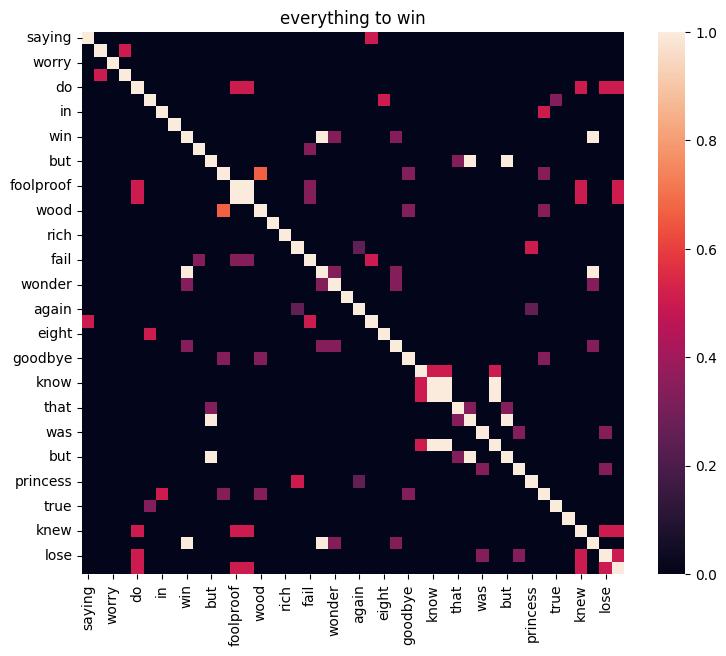 everything to win
saying
worry
do
in
win
but
foolproof
wood
rich
fail
wonder
again
eight
goodbye
know
that
was
but
princess
true
knew
lose
1.0
0.8
0.6
0.4
0.2
0.0
saying
worry
do
in
win
but
foolproof
wood
rich
fail
wonder
again
eight
goodbye
know
that
was
but
princess
true
knew
lose